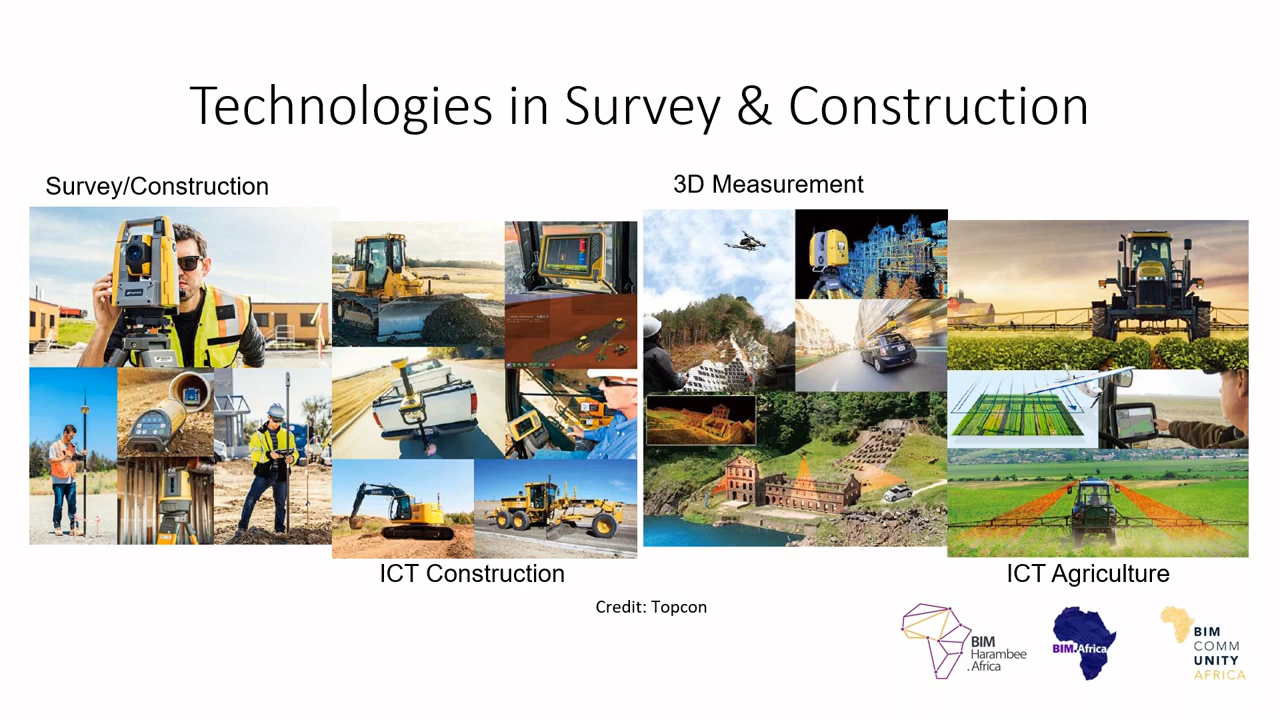 Technologies in Survey & Construction
Survey/Construction
3D Measurement
ICT Construction
ICT Agriculture
Credit: Topcon
BIM
Harambee
.Africa
BIM.Africa
BIM
COMM
UNITY
AFRICA